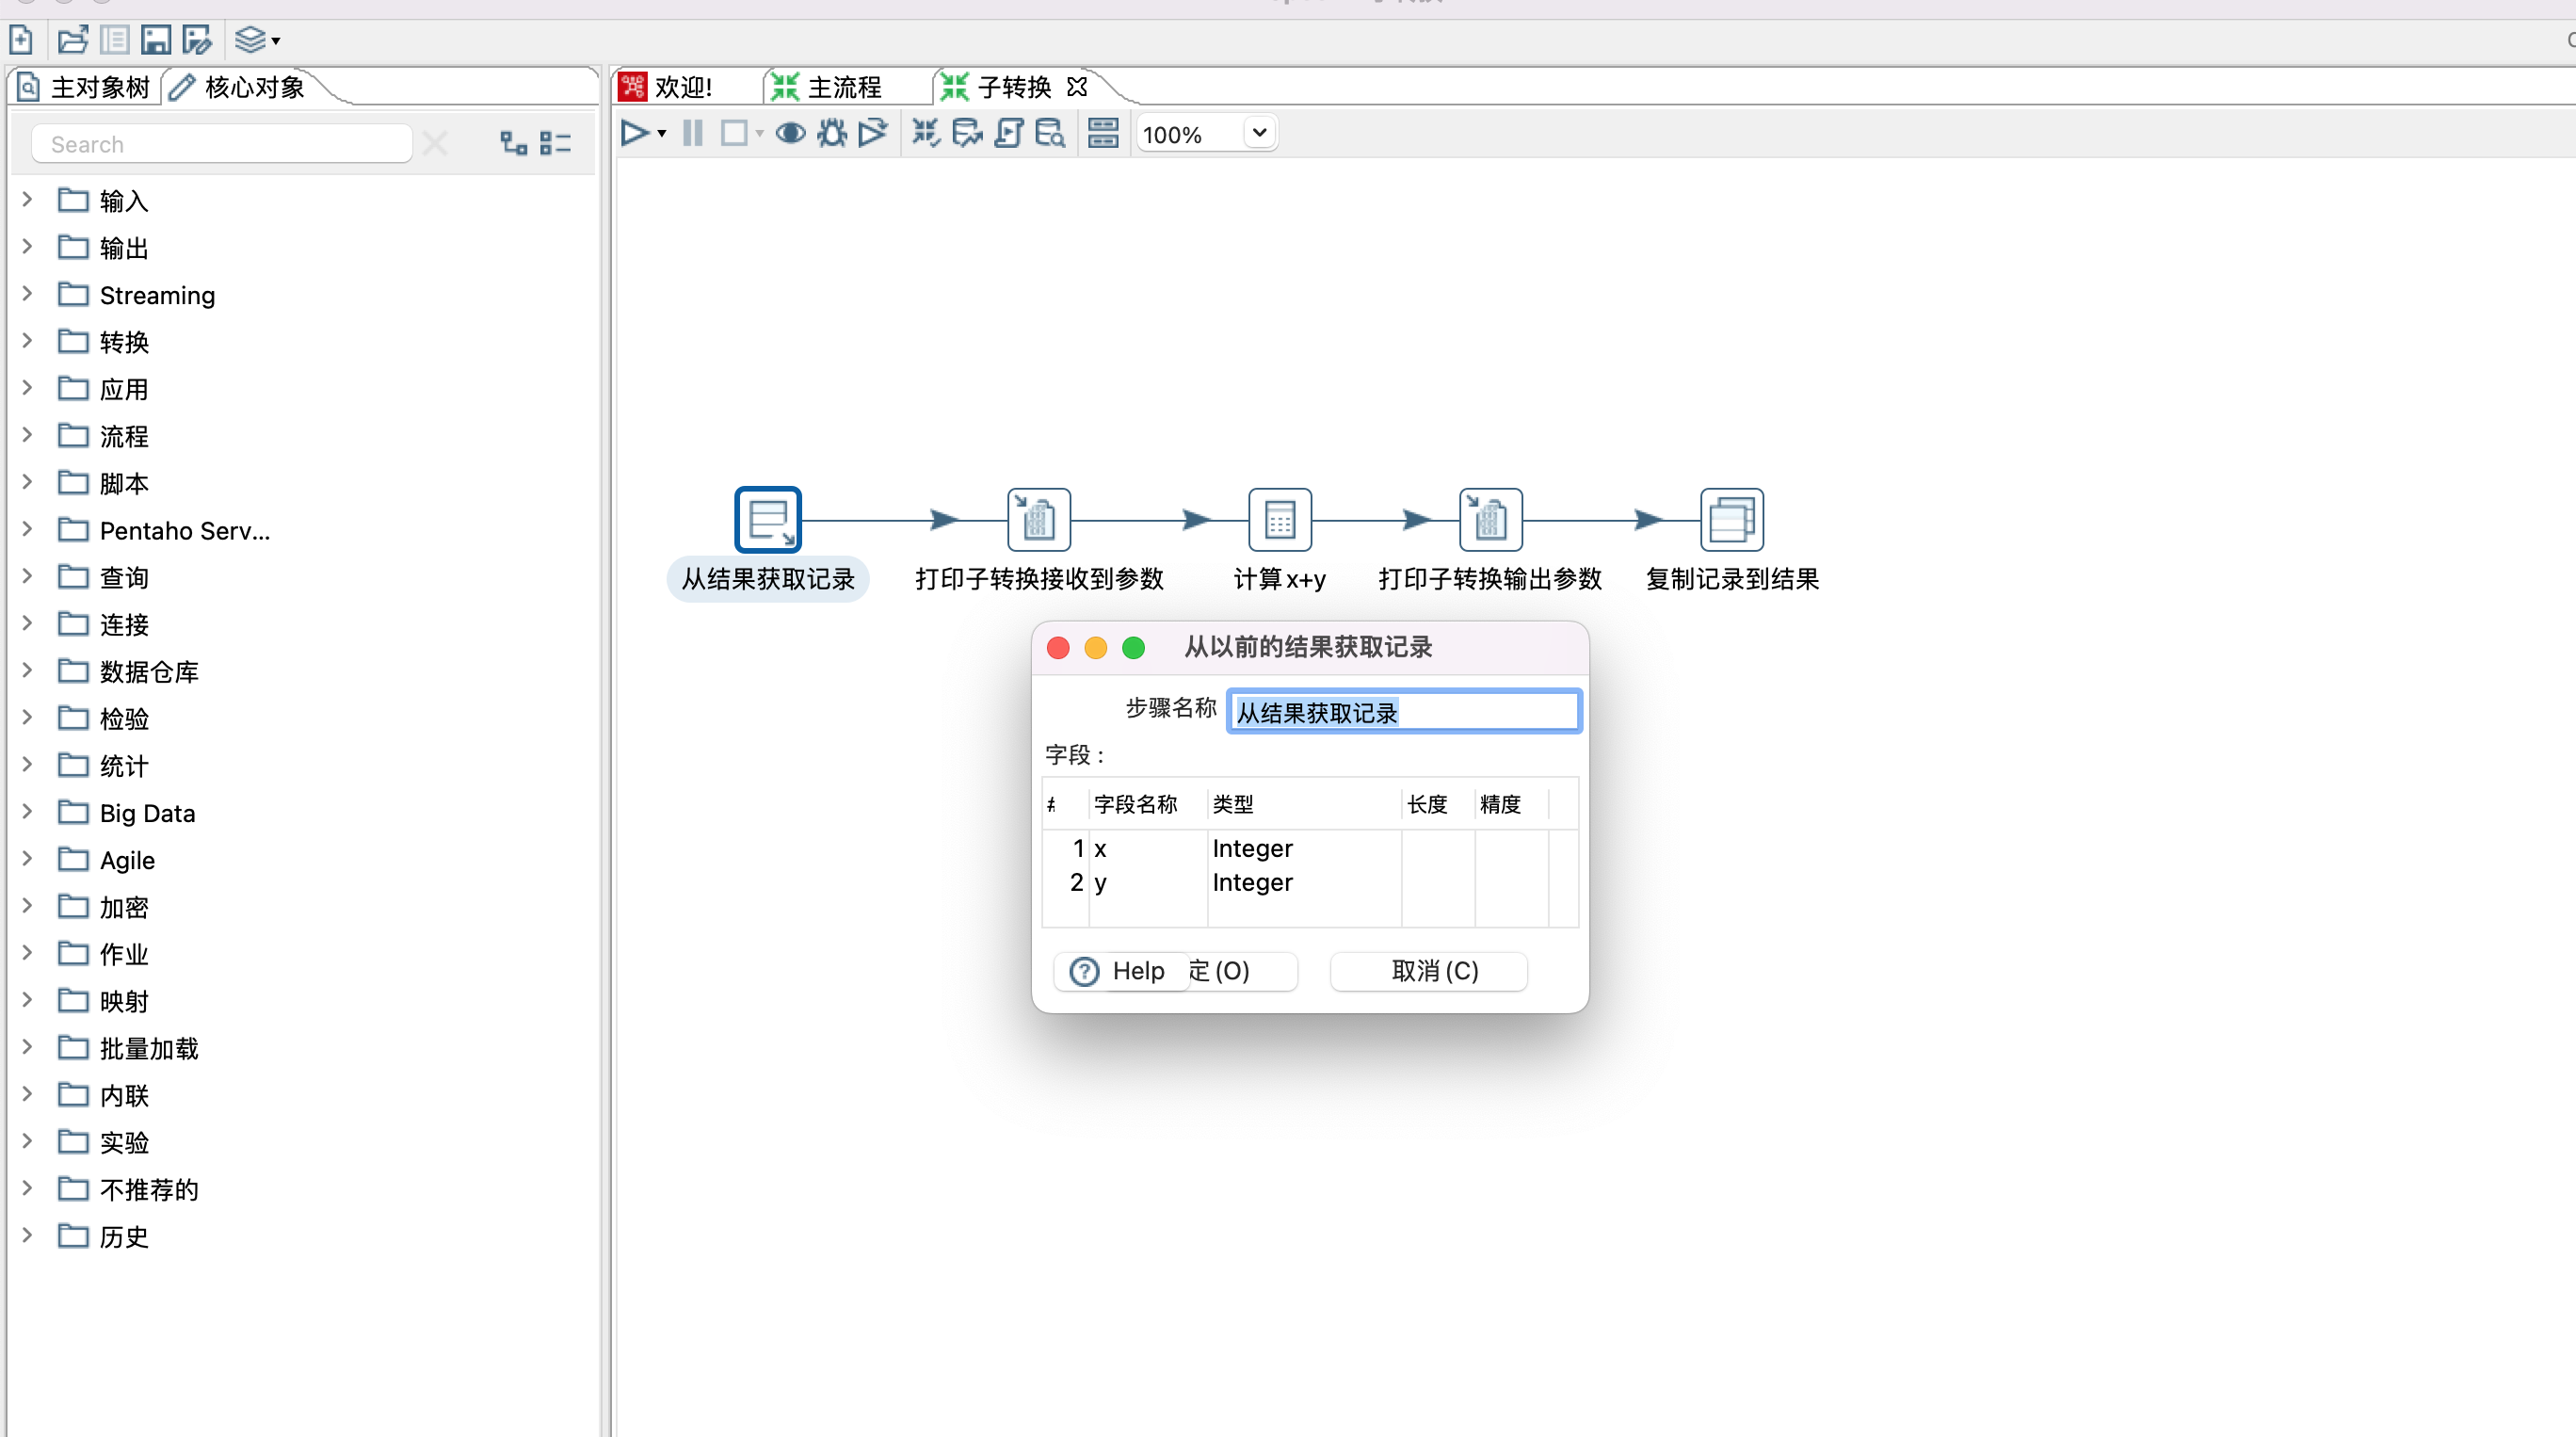 主对象树
核心对象
欢迎!
主流程
子转换
Search
100%
输入
输出
Streaming
转换
应用
流程
脚本
Pentaho Serv...
查询
连接
数据仓库
检验
统计
Big Data
Agile
加密
作业
映射
批量加载
内联
实验
不推荐的
历史
从结果获取记录
打印子转换接收到参数
计算 x+y
打印子转换输出参数
复制记录到结果
从以前的结果获取记录
步骤名称 从结果获取记录
字段 :
字段名称 类型 长度 精度
1 x Integer
2 y Integer
Help 定 (O) 取消 (C)